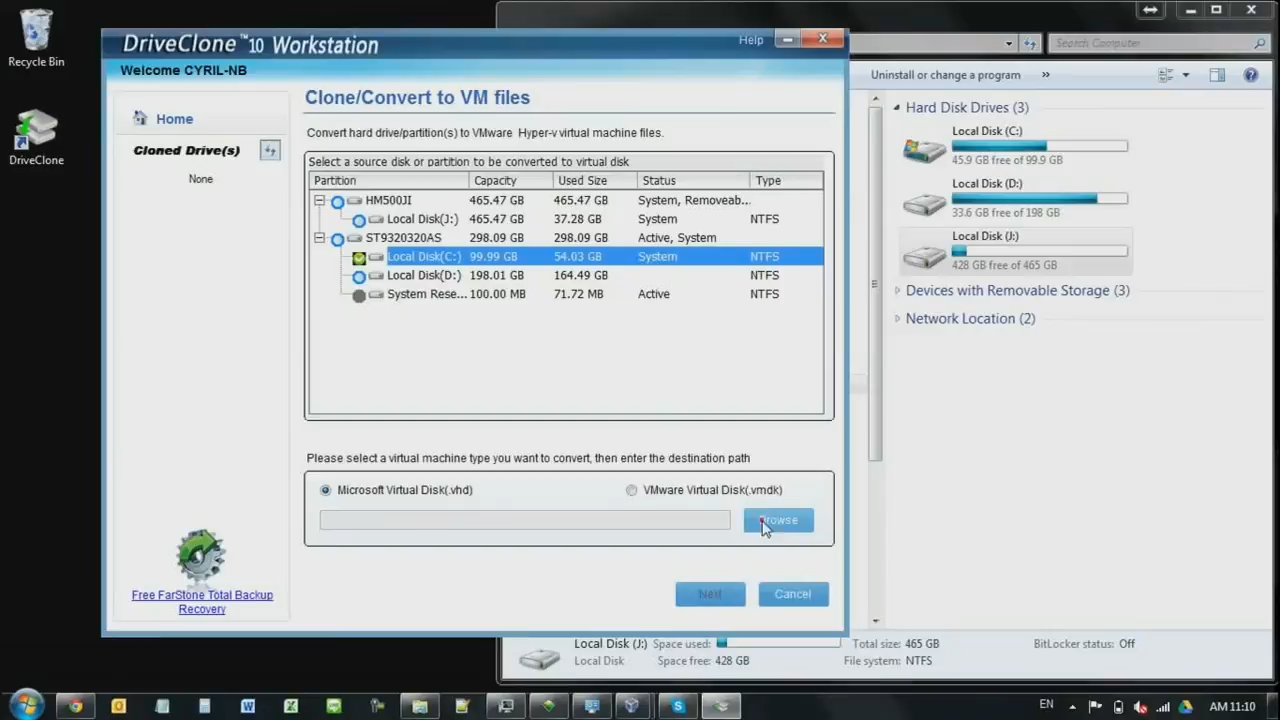 Recycle Bin
DriveClone
DriveClone™10 Workstation
Help
Welcome CYRIL-NB
Home
Cloned Drive(s)
None
Free FarStone Total Backup
Recovery
Clone/Convert to VM files
Convert hard drive/partition(s) to VMware Hyper-v virtual machine files.
Select a source disk or partition to be converted to virtual disk
Partition Capacity Used Size Status Type
HM500JI 465.47 GB 465.47 GB System, Removeab...
Local Disk(J:) 465.47 GB 37.28 GB System NTFS
ST9320320AS 298.09 GB 298.09 GB Active, System
Local Disk(C:) 99.99 GB 54.03 GB System NTFS
Local Disk(D:) 198.01 GB 164.49 GB NTFS
System Rese... 100.00 MB 71.72 MB Active NTFS
Please select a virtual machine type you want to convert, then enter the destination path
Microsoft Virtual Disk(.vhd) VMware Virtual Disk(.vmdk)
Browse
Next Cancel
Search Computer
Uninstall or change a program »
Hard Disk Drives (3)
Local Disk (C:)
45.9 GB free of 99.9 GB
Local Disk (D:)
33.6 GB free of 198 GB
Local Disk (J:)
428 GB free of 465 GB
Devices with Removable Storage (3)
Network Location (2)
Local Disk (J:) Space used: Total size: 465 GB BitLocker status: Off
Local Disk Space free: 428 GB File system: NTFS
EN AM 11:10